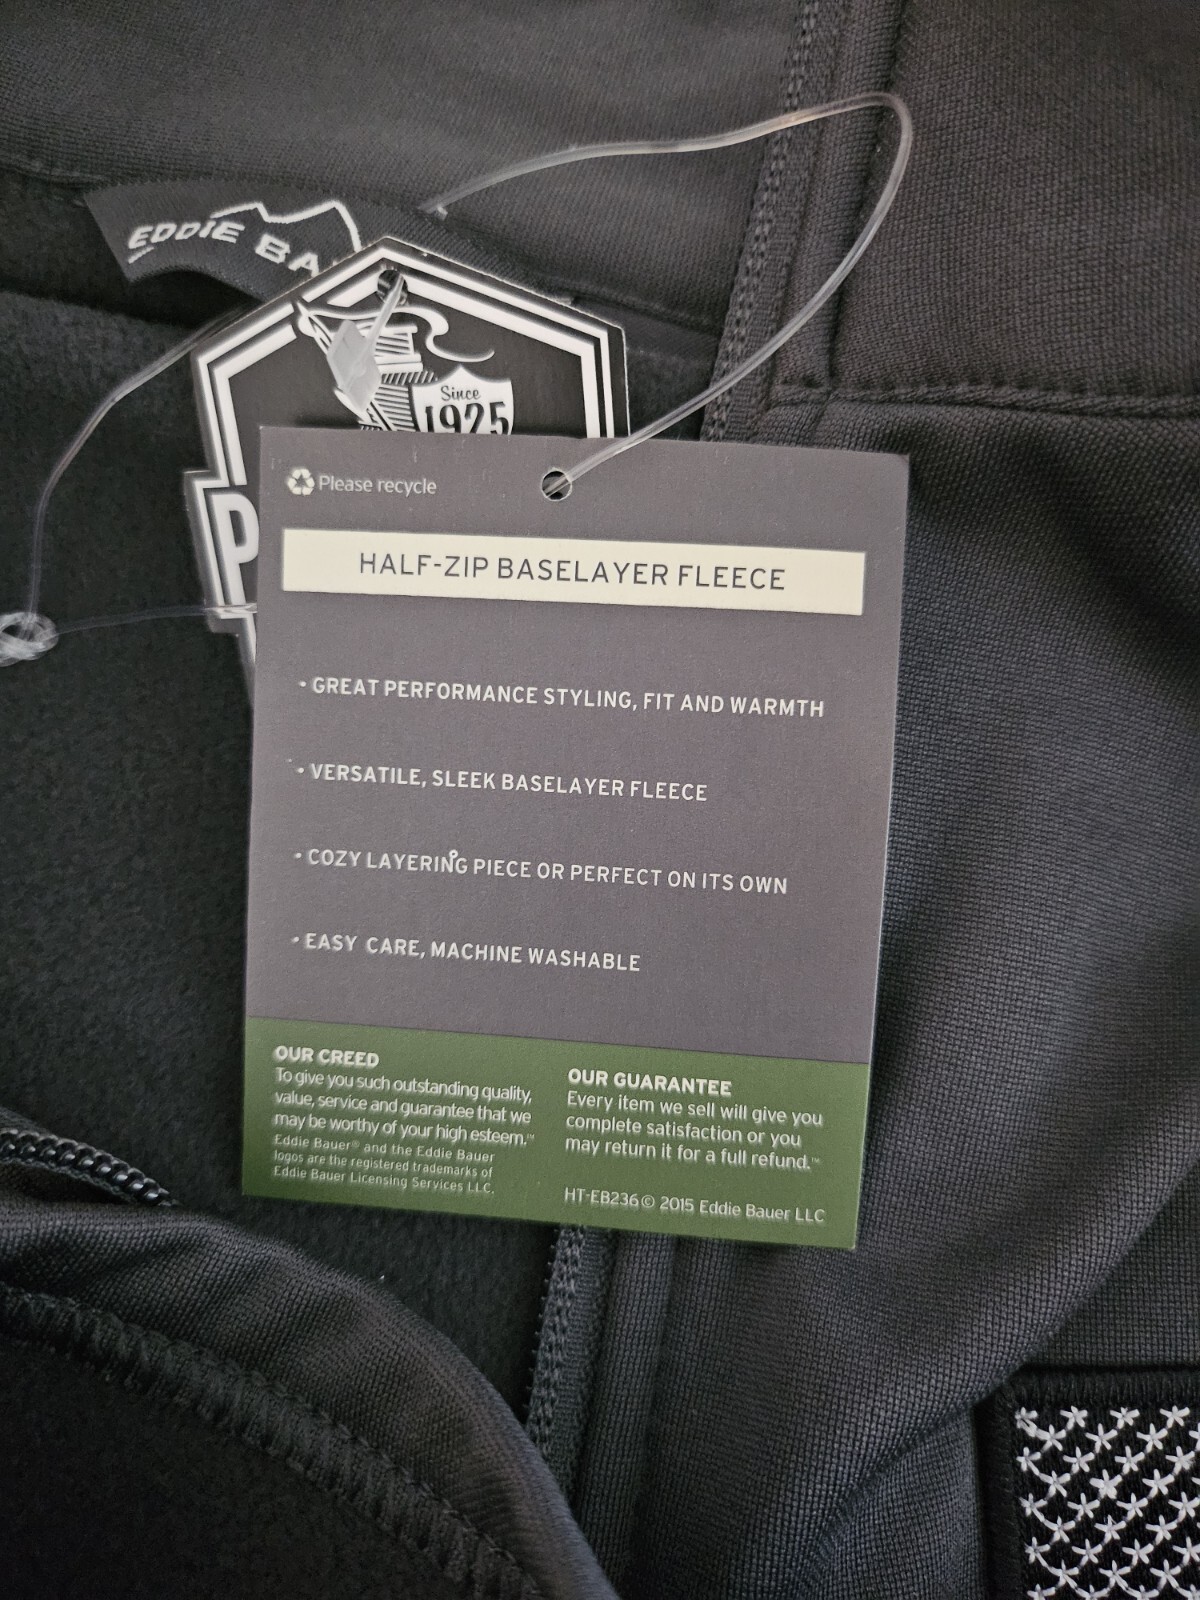 EDDIE BA
Since
1925
P
Please recycle
HALF-ZIP BASELAYER FLEECE
• GREAT PERFORMANCE STYLING, FIT AND WARMTH
• VERSATILE, SLEEK BASELAYER FLEECE
• COZY LAYERING PIECE OR PERFECT ON ITS OWN
• EASY CARE, MACHINE WASHABLE
OUR CREED
To give you such outstanding quality,
value, service and guarantee that we
may be worthy of your high esteem.™
Eddie Bauer® and the Eddie Bauer
logos are the registered trademarks of
Eddie Bauer Licensing Services LLC.
OUR GUARANTEE
Every item we sell will give you
complete satisfaction or you
may return it for a full refund.™
HT-EB236 © 2015 Eddie Bauer LLC